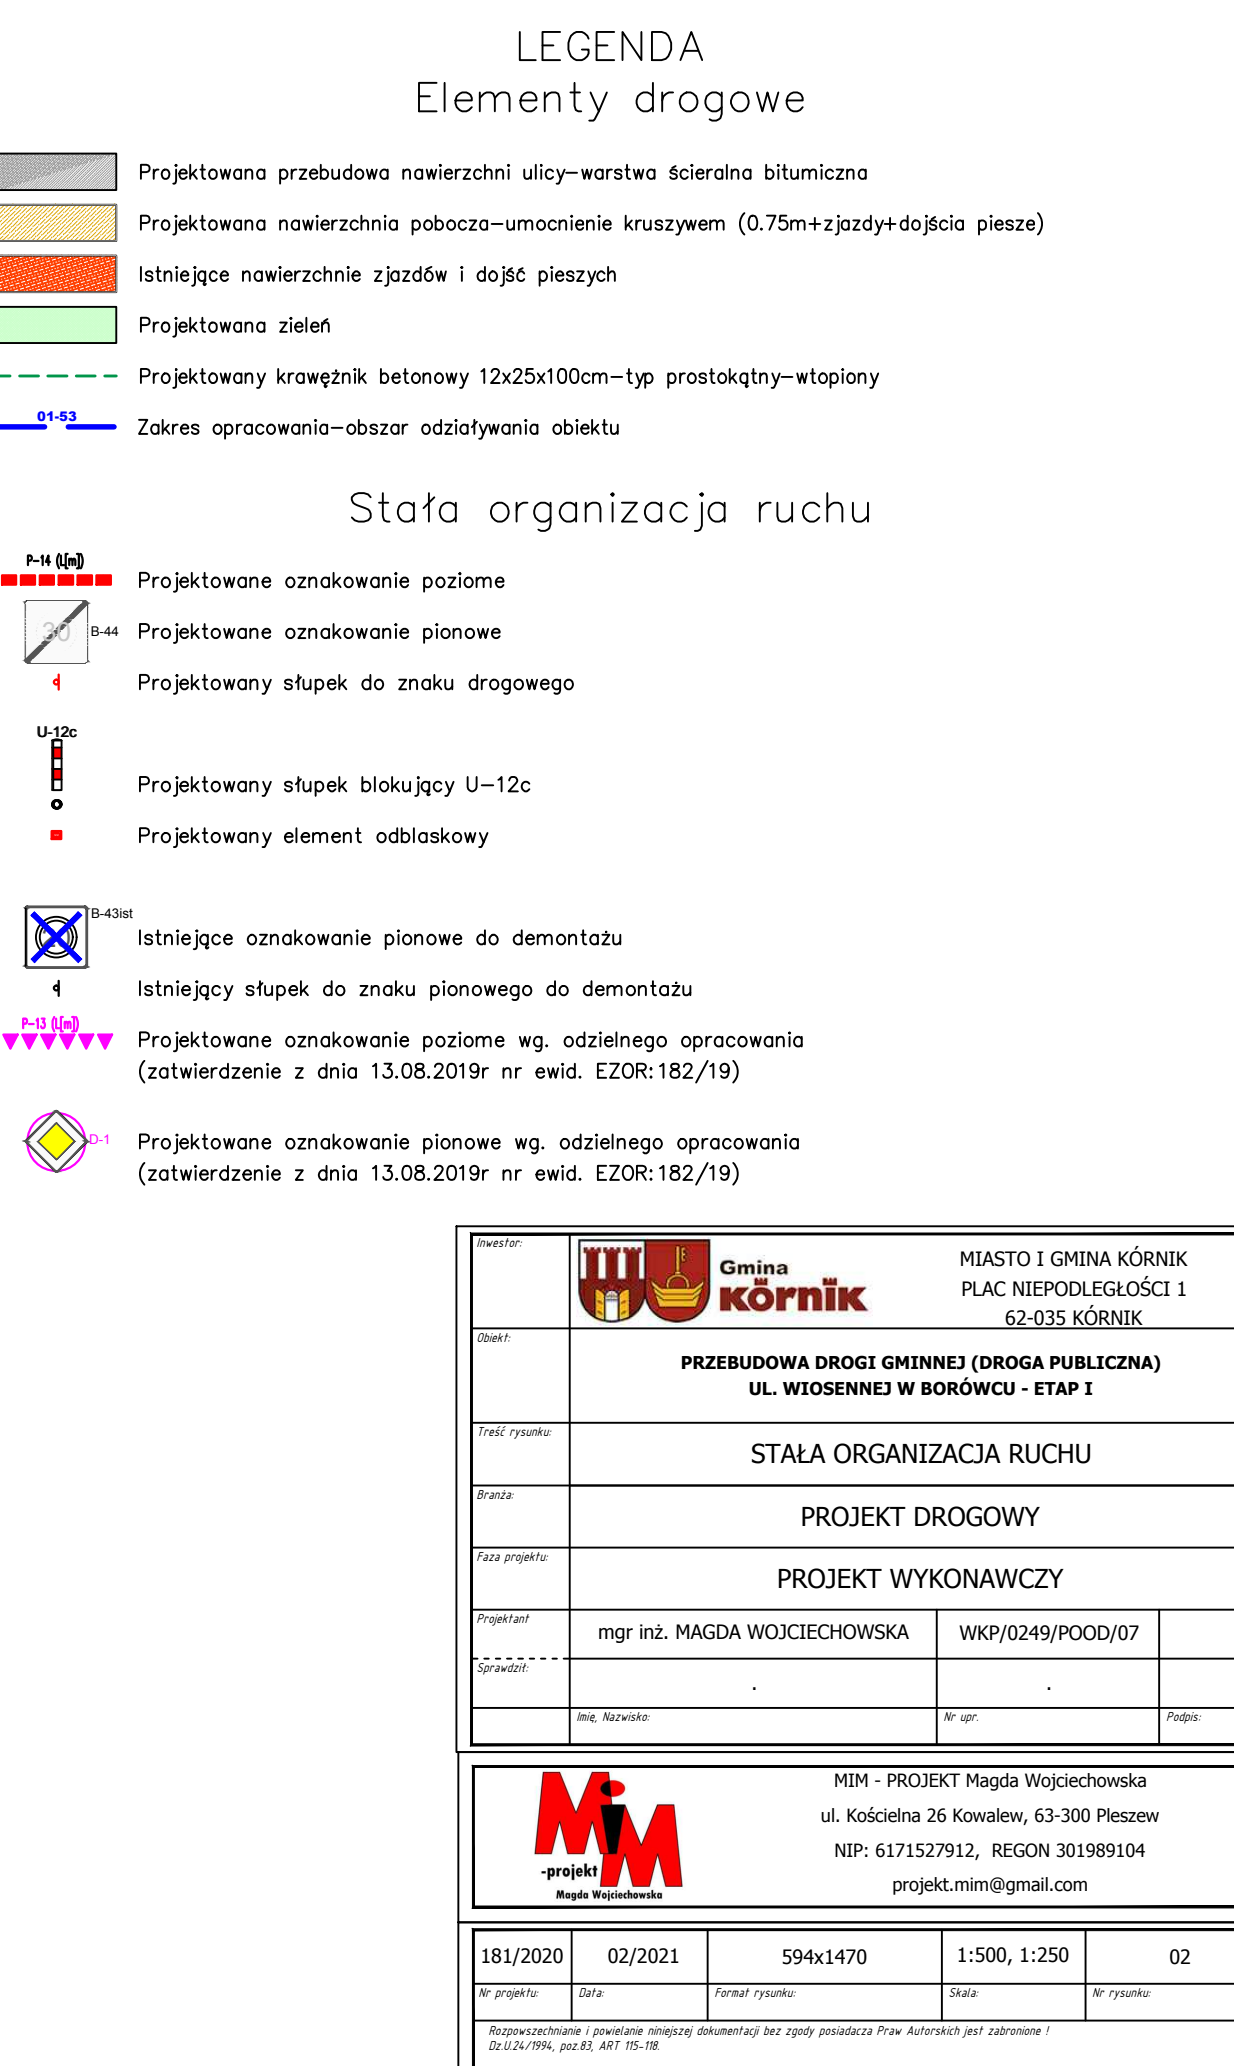 LEGENDA
Elementy drogowe
Projektowana przebudowa nawierzchni ulicy-warstwa ścieralna bitumiczna
Projektowana nawierzchnia pobocza-umocnienie kruszywem (0.75m+zjazdy+dojścia piesze)
Istniejące nawierzchnie zjazdów i dojść pieszych
Projektowana zieleń
Projektowany krawężnik betonowy 12x25x100cm-typ prostokątny-wtopiony
01-53
Zakres opracowania-obszar odziaływania obiektu
Stała organizacja ruchu
P-14 (L[m])
Projektowane oznakowanie poziome
30 B-44
Projektowane oznakowanie pionowe
Projektowany słupek do znaku drogowego
U-12c
Projektowany słupek blokujący U-12c
Projektowany element odblaskowy
B-43ist
Istniejące oznakowanie pionowe do demontażu
Istniejący słupek do znaku pionowego do demontażu
P-13 (L[m])
Projektowane oznakowanie poziome wg. odzielnego opracowania
(zatwierdzenie z dnia 13.08.2019r nr ewid. EZOR:182/19)
D-1
Projektowane oznakowanie pionowe wg. odzielnego opracowania
(zatwierdzenie z dnia 13.08.2019r nr ewid. EZOR:182/19)
Inwestor:
Gmina
KÓRNIK
MIASTO I GMINA KÓRNIK
PLAC NIEPODLEGŁOŚCI 1
62-035 KÓRNIK
Obiekt:
PRZEBUDOWA DROGI GMINNEJ (DROGA PUBLICZNA)
UL. WIOSENNEJ W BORÓWCU - ETAP I
Treść rysunku:
STAŁA ORGANIZACJA RUCHU
Branża:
PROJEKT DROGOWY
Faza projektu:
PROJEKT WYKONAWCZY
Projektant
mgr inż. MAGDA WOJCIECHOWSKA WKP/0249/POOD/07
Sprawdził:
. .
Imię, Nazwisko: Nr upr. Podpis:
MiM
-projekt
Magda Wojciechowska
MIM - PROJEKT Magda Wojciechowska
ul. Kościelna 26 Kowalew, 63-300 Pleszew
NIP: 6171527912, REGON 301989104
projekt.mim@gmail.com
181/2020 02/2021 594x1470 1:500, 1:250 02
Nr projektu: Data: Format rysunku: Skala: Nr rysunku:
Rozpowszechnianie i powielanie niniejszej dokumentacji bez zgody posiadacza Praw Autorskich jest zabronione !
Dz.U.24/1994, poz.83, ART 115-118.